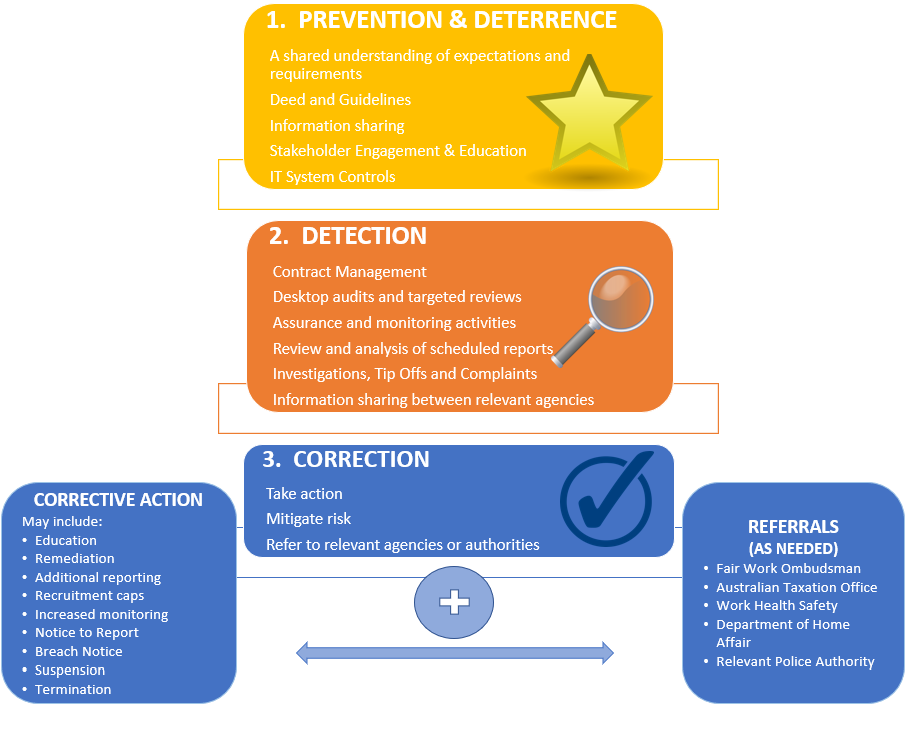 1. PREVENTION & DETERRENCE
A shared understanding of expectations and
requirements
Deed and Guidelines
Information sharing
Stakeholder Engagement & Education
IT System Controls
2. DETECTION
Contract Management
Desktop audits and targeted reviews
Assurance and monitoring activities
Review and analysis of scheduled reports
Investigations, Tip Offs and Complaints
Information sharing between relevant agencies
3. CORRECTION
Take action
Mitigate risk
Refer to relevant agencies or authorities
CORRECTIVE ACTION
May include:
• Education
• Remediation
• Additional reporting
• Recruitment caps
• Increased monitoring
• Notice to Report
• Breach Notice
• Suspension
• Termination
REFERRALS
(AS NEEDED)
• Fair Work Ombudsman
• Australian Taxation Office
• Work Health Safety
• Department of Home
Affair
• Relevant Police Authority